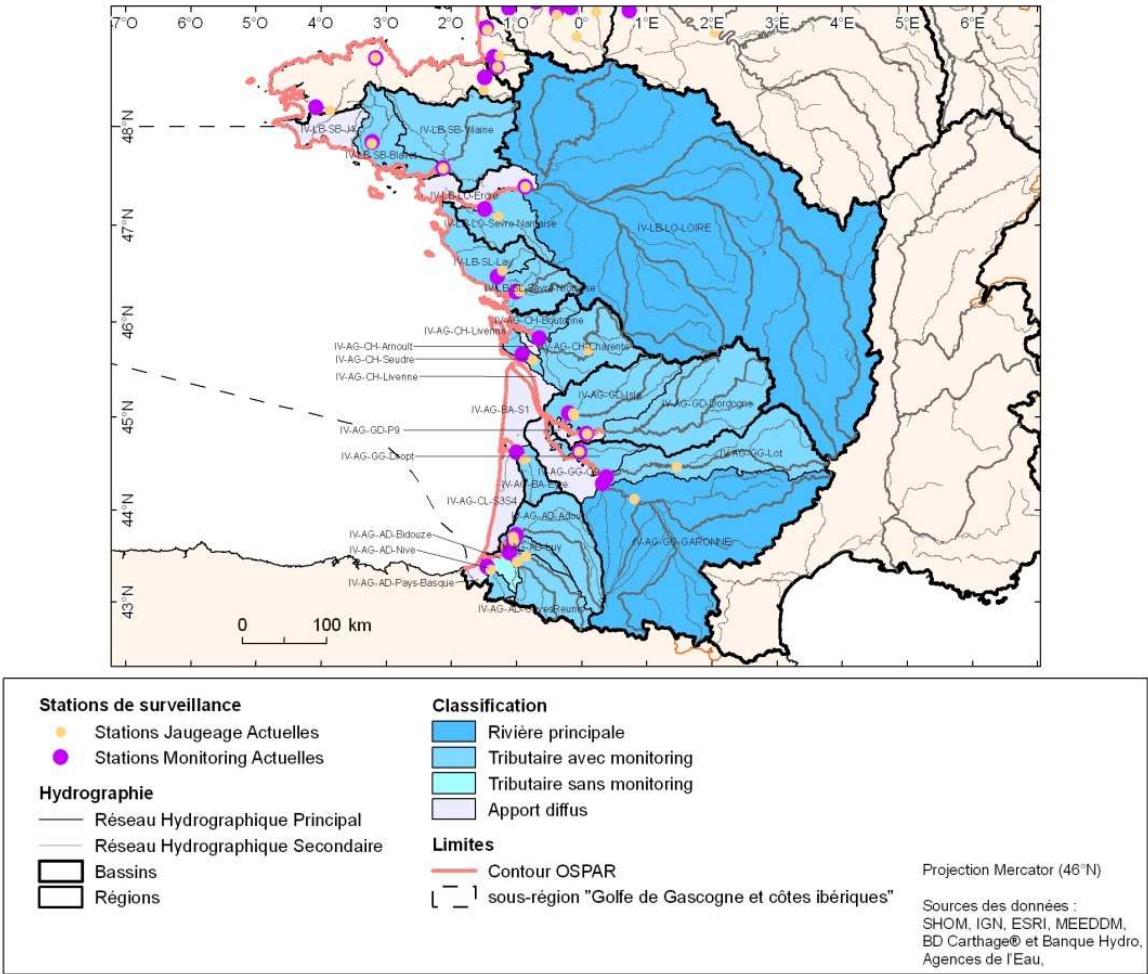 7°O 6°O 5°O 4°O 3°O 2°O 1°O 0°E 1°E 2°E 3°E 4°E 5°E 6°E 7°E
48°N
47°N
46°N
45°N
44°N
43°N
IV-LB-SB-Vilaine
IV-LB-SB-Blavet
IV-LB-LO-Erdre
IV-LB-LO-Sevre-Nantaise
IV-LB-LO-LOIRE
IV-LB-SL-Lay
IV-AG-CH-Boutonne
IV-AG-CH-Livenne
IV-AG-CH-Arnoult
IV-AG-CH-Charente
IV-AG-CH-Seudre
IV-AG-CH-Livenne
IV-AG-GD-Isle
IV-AG-GD-Dordogne
IV-AG-BA-S1
IV-AG-GD-P9
IV-AG-GG-Dropt
IV-AG-GG-Lot
IV-AG-CL-S3S4
IV-AG-AD-Adour
IV-AG-AD-Bidouze
IV-AG-GG-GARONNE
IV-AG-AD-Nive
IV-AG-AD-Pays-Basque
0 100 km
Stations de surveillance
Stations Jaugeage Actuelles
Stations Monitoring Actuelles
Hydrographie
Réseau Hydrographique Principal
Réseau Hydrographique Secondaire
Bassins
Régions
Classification
Rivière principale
Tributaire avec monitoring
Tributaire sans monitoring
Apport diffus
Limites
Contour OSPAR
sous-région "Golfe de Gascogne et côtes ibériques"
Projection Mercator (46°N)
Sources des données :
SHOM, IGN, ESRI, MEEDDM,
BD Carthage® et Banque Hydro,
Agences de l'Eau,